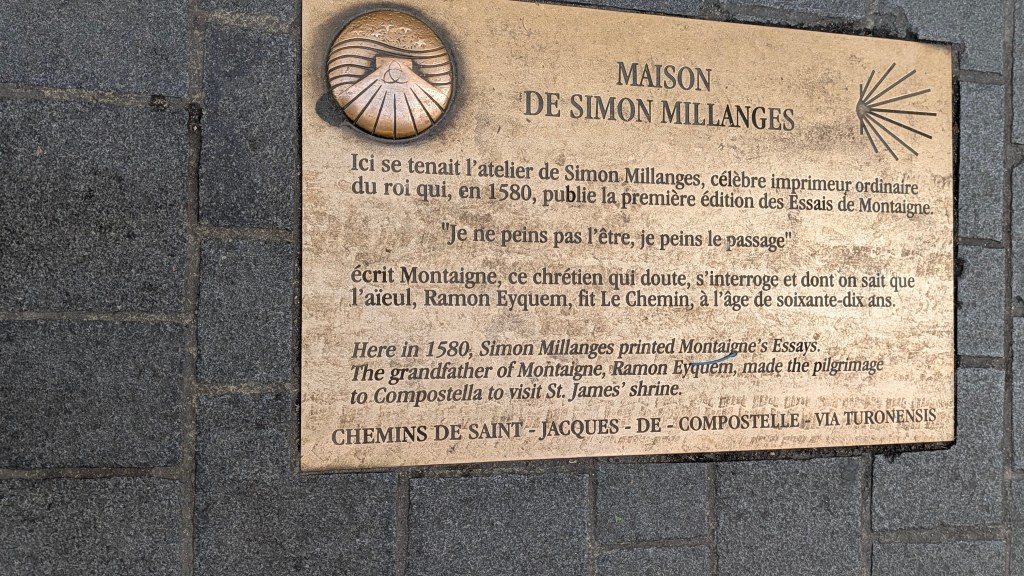 MAISON
DE SIMON MILLANGES
Ici se tenait l'atelier de Simon Millanges, célèbre imprimeur ordinaire
du roi qui, en 1580, publie la première édition des Essais de Montaigne.
"Je ne peins pas l'être, je peins le passage"
écrit Montaigne, ce chrétien qui doute, s'interroge et dont on sait que
l'aïeul, Ramon Eyquem, fit Le Chemin, à l'âge de soixante-dix ans.
Here in 1580, Simon Millanges printed Montaigne's Essays.
The grandfather of Montaigne, Ramon Eyquem, made the pilgrimage
to Compostella to visit St. James' shrine.
CHEMINS DE SAINT - JACQUES - DE - COMPOSTELLE - VIA TURONENSIS